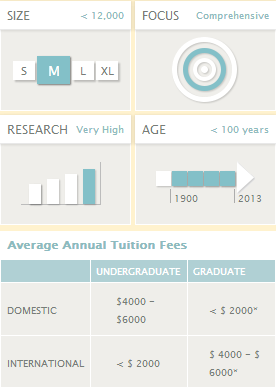 SIZE < 12,000
FOCUS Comprehensive
S M L XL
RESEARCH Very High
AGE < 100 years
1900 2013
Average Annual Tuition Fees
UNDERGRADUATE GRADUATE
DOMESTIC $4000 – $6000 < $ 2000*
INTERNATIONAL < $ 2000 $ 4000 – $ 6000*